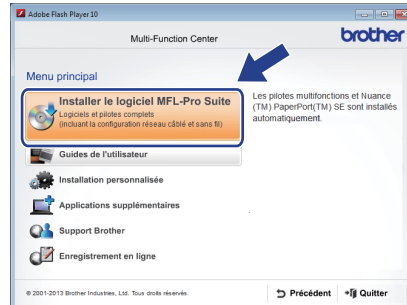 Adobe Flash Player 10
Multi-Function Center
brother
Menu principal
Installer le logiciel MFL-Pro Suite
Logiciels et pilotes complets
(incluant la configuration réseau câblé et sans fil)
Les pilotes multifonctions et Nuance
(TM) PaperPort(TM) SE sont installés
automatiquement.
Guides de l'utilisateur
Installation personnalisée
Applications supplémentaires
Support Brother
Enregistrement en ligne
© 2001-2013 Brother Industries, Ltd. Tous droits réservés.
Précédent
Quitter